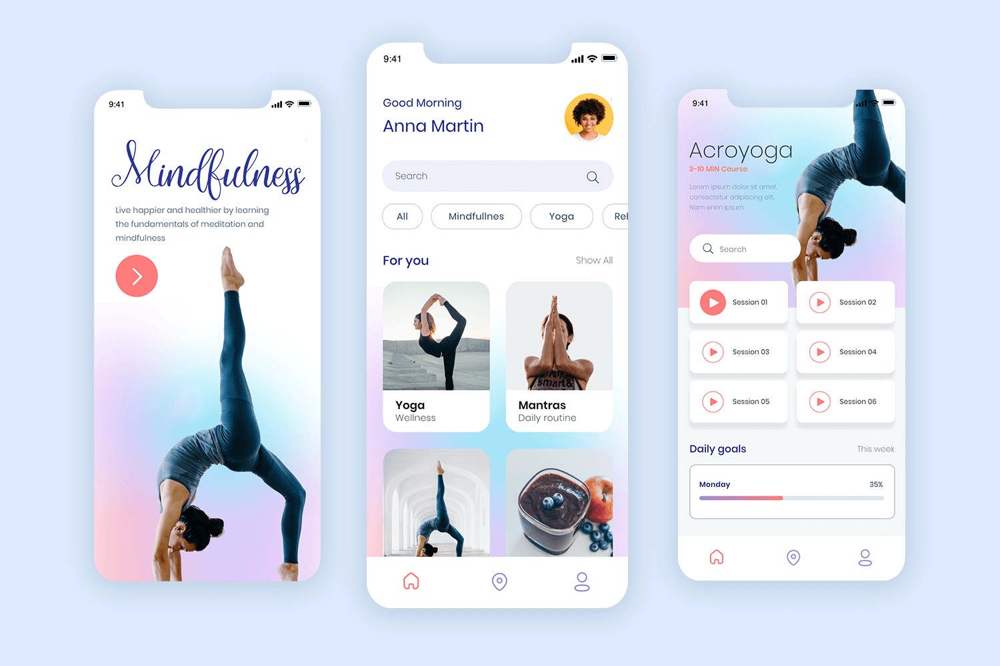 9:41
Mindfulness
Live happier and healthier by learning
the fundamentals of meditation and
mindfulness
9:41
Good Morning
Anna Martin
Search
All
Mindfullnes
Yoga
Rel
For you
Show All
smart&
Yoga
Wellness
Mantras
Daily routine
9:41
Acroyoga
3-10 MIN Course
Lorem ipsum dolor sit amet,
consectetur adipiscing elit.
Nam enim ipsum.
Search
Session 01
Session 02
Session 03
Session 04
Session 05
Session 06
Daily goals
This week
Monday
35%